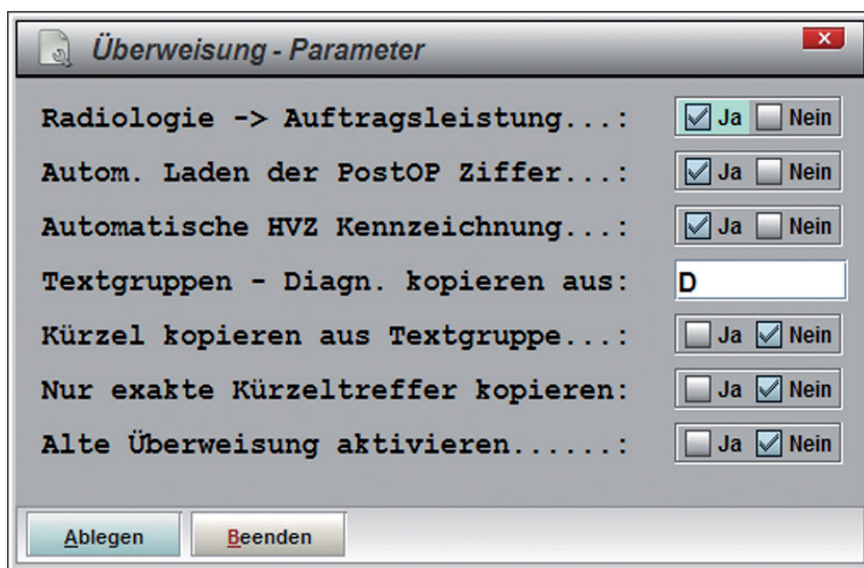 Überweisung - Parameter
Radiologie -> Auftragsleistung...: Ja Nein
Autom. Laden der PostOP Ziffer...: Ja Nein
Automatische HVZ Kennzeichnung...: Ja Nein
Textgruppen - Diagn. kopieren aus: D
Kürzel kopieren aus Textgruppe...: Ja Nein
Nur exakte Kürzeltreffer kopieren: Ja Nein
Alte Überweisung aktivieren......: Ja Nein
Ablegen Beenden